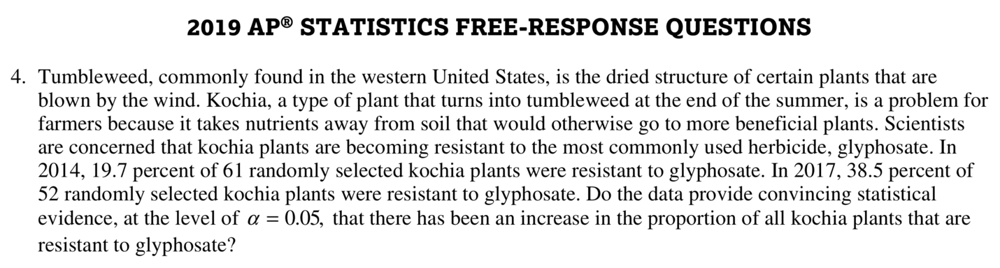 2019 AP® STATISTICS FREE-RESPONSE QUESTIONS
4. Tumbleweed, commonly found in the western United States, is the dried structure of certain plants that are
blown by the wind. Kochia, a type of plant that turns into tumbleweed at the end of the summer, is a problem for
farmers because it takes nutrients away from soil that would otherwise go to more beneficial plants. Scientists
are concerned that kochia plants are becoming resistant to the most commonly used herbicide, glyphosate. In
2014, 19.7 percent of 61 randomly selected kochia plants were resistant to glyphosate. In 2017, 38.5 percent of
52 randomly selected kochia plants were resistant to glyphosate. Do the data provide convincing statistical
evidence, at the level of α = 0.05, that there has been an increase in the proportion of all kochia plants that are
resistant to glyphosate?